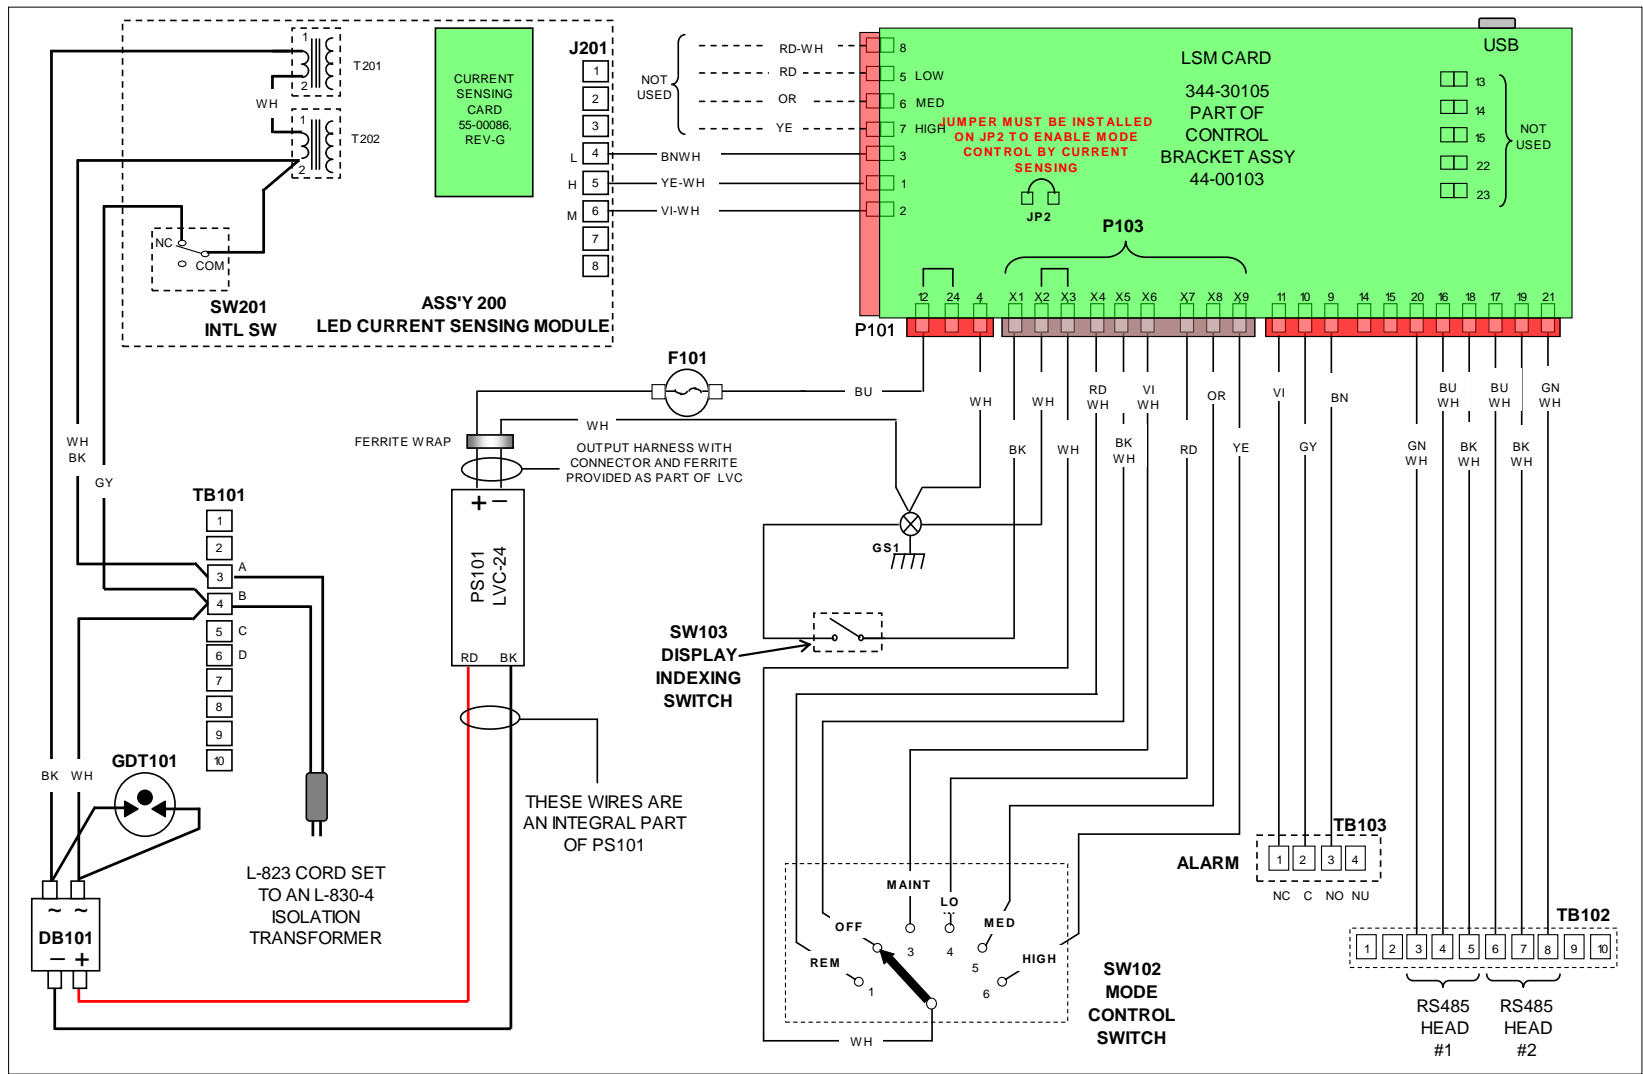 1
2
T201
WH
1
2
T202
CURRENT
SENSING
CARD
55-00086,
REV-G
J201
1
2
3
L 4
H 5
M 6
7
8
NC
COM
SW201
INTL SW
ASS'Y 200
LED CURRENT SENSING MODULE
NOT
USED
RD-WH
RD
OR
YE
BNWH
YE-WH
VI-WH
8
5 LOW
6 MED
7 HIGH
3
1
2
JUMPER MUST BE INSTALLED
ON JP2 TO ENABLE MODE
CONTROL BY CURRENT
SENSING
JP2
LSM CARD
344-30105
PART OF
CONTROL
BRACKET ASSY
44-00103
USB
13
14
15
22
23
NOT
USED
P103
12 24 4 X1 X2 X3 X4 X5 X6 X7 X8 X9 11 10 9 14 15 20 16 18 17 19 21
P101
F101
BU
WH
WH
FERRITE WRAP
OUTPUT HARNESS WITH
CONNECTOR AND FERRITE
PROVIDED AS PART OF LVC
BK
WH
WH
RD
WH
BK
WH
VI
WH
RD
OR
YE
VI
GY
BN
GN
WH
BU
WH
BK
WH
BU
WH
BK
WH
GN
WH
WH
BK
GY
TB101
1
2
3 A
4 B
5 C
6 D
7
8
9
10
+ −
PS101
LVC-24
RD BK
GS1
SW103
DISPLAY
INDEXING
SWITCH
THESE WIRES ARE
AN INTEGRAL PART
OF PS101
BK WH
GDT101
L-823 CORD SET
TO AN L-830-4
ISOLATION
TRANSFORMER
~ ~
DB101
− +
MAINT
LO
OFF
MED
REM
HIGH
1
3
4
5
6
WH
SW102
MODE
CONTROL
SWITCH
TB103
ALARM
1 2 3 4
NC C NO NU
TB102
1 2 3 4 5 6 7 8 9 10
RS485
HEAD
#1
RS485
HEAD
#2